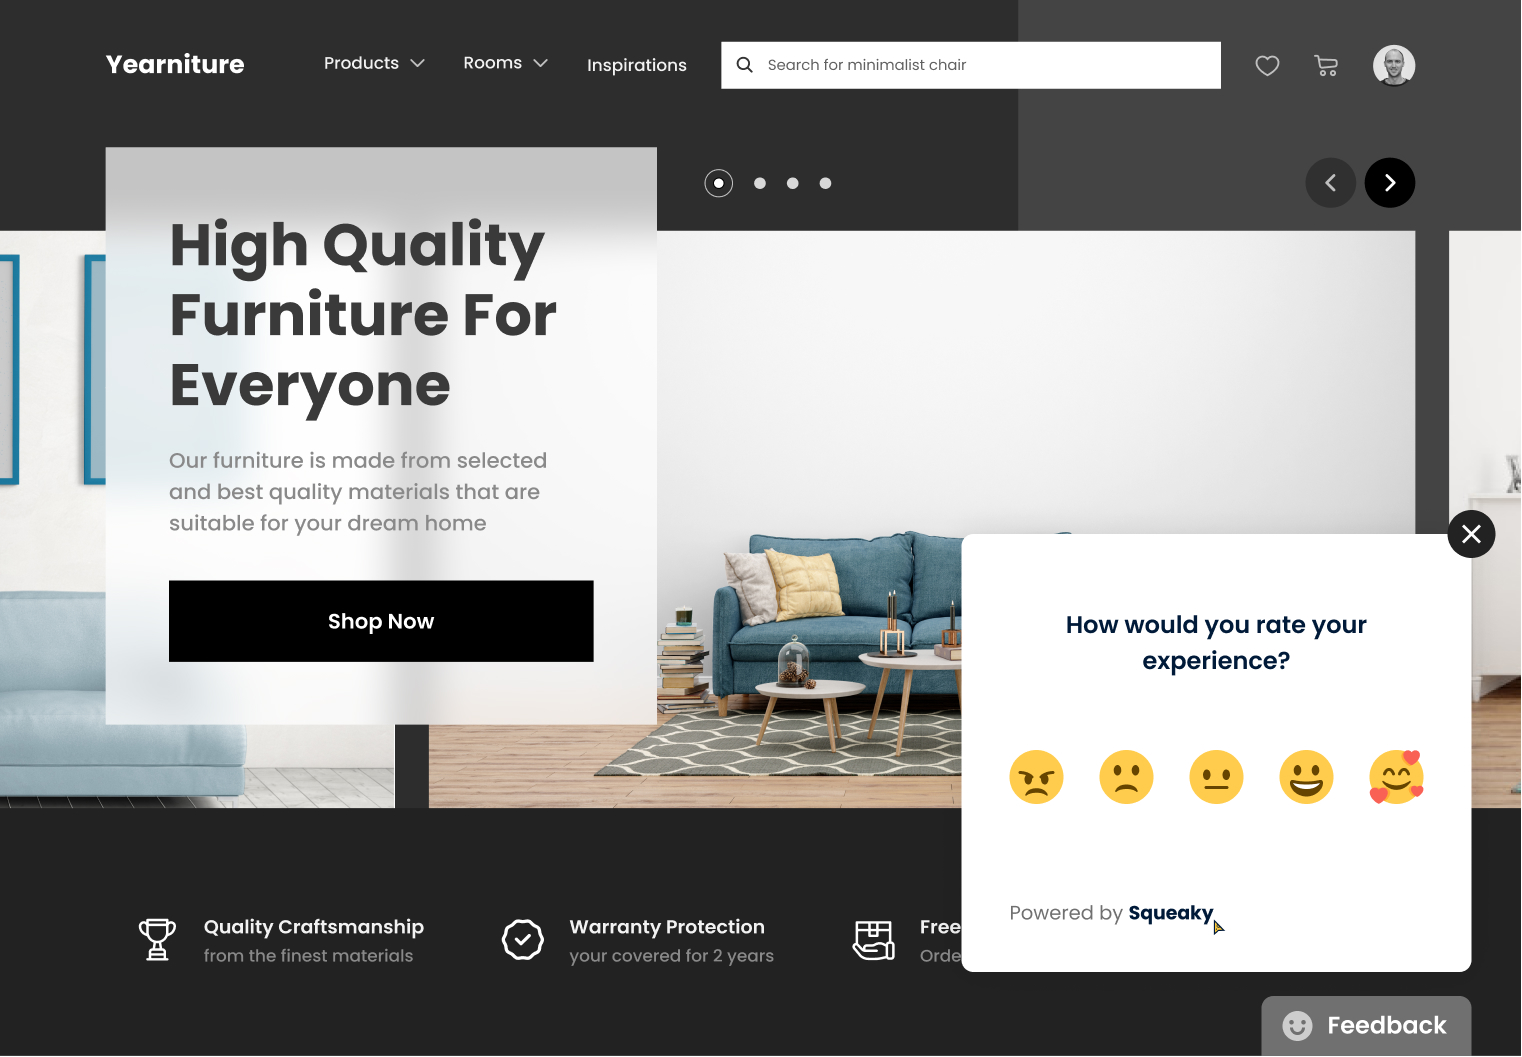 Yearniture
Products
Rooms
Inspirations
Search for minimalist chair
High Quality
Furniture For
Everyone
Our furniture is made from selected
and best quality materials that are
suitable for your dream home
Shop Now
How would you rate your
experience?
Powered by Squeaky
Quality Craftsmanship
from the finest materials
Warranty Protection
your covered for 2 years
Free
Orde
Feedback